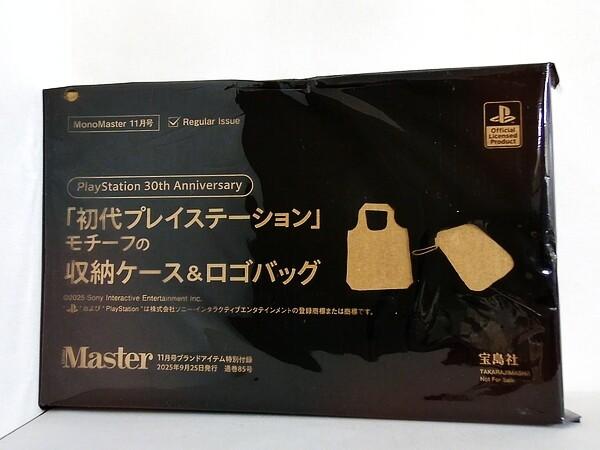 MonoMaster 11月号
Regular Issue
Official
Licensed
Product
PlayStation 30th Anniversary
「初代プレイステーション」
モチーフの
収納ケース&ロゴバッグ
©2025 Sony Interactive Entertainment Inc.
"および"PlayStation"は株式会社ソニー・インタラクティブエンタテインメントの登録商標または商標です。
Master
11月号ブランドアイテム特別付録
2025年9月25日発行 通巻85号
宝島社
TAKARAJIMASHA
Not For Sale